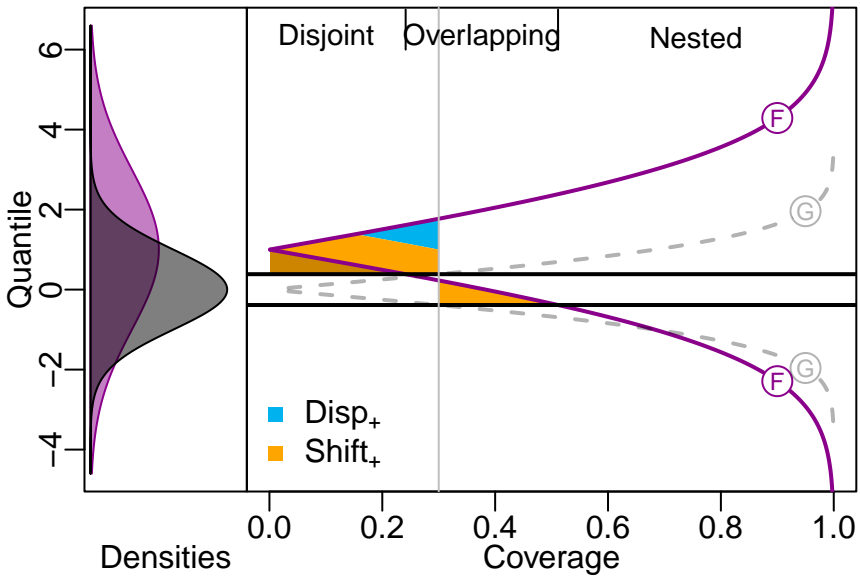 Disjoint
Overlapping
Nested
Quantile
6
4
2
0
−2
−4
F
G
G
F
Disp+
Shift+
0.0
0.2
0.4
0.6
0.8
1.0
Densities
Coverage